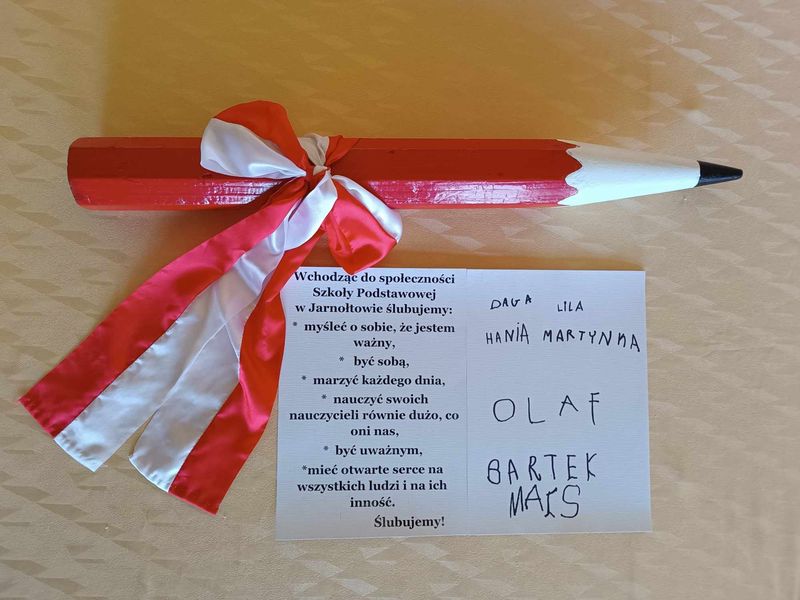 Wchodząc do społeczności
Szkoły Podstawowej
w Jarnołtowie ślubujemy:
* myśleć o sobie, że jestem
ważny,
* być sobą,
* marzyć każdego dnia,
* nauczyć swoich
nauczycieli równie dużo, co
oni nas,
* być uważnym,
*mieć otwarte serce na
wszystkich ludzi i na ich
inność.
Ślubujemy!
DAGA LILA
HANIA MARTYNKA
OLAF
BARTEK